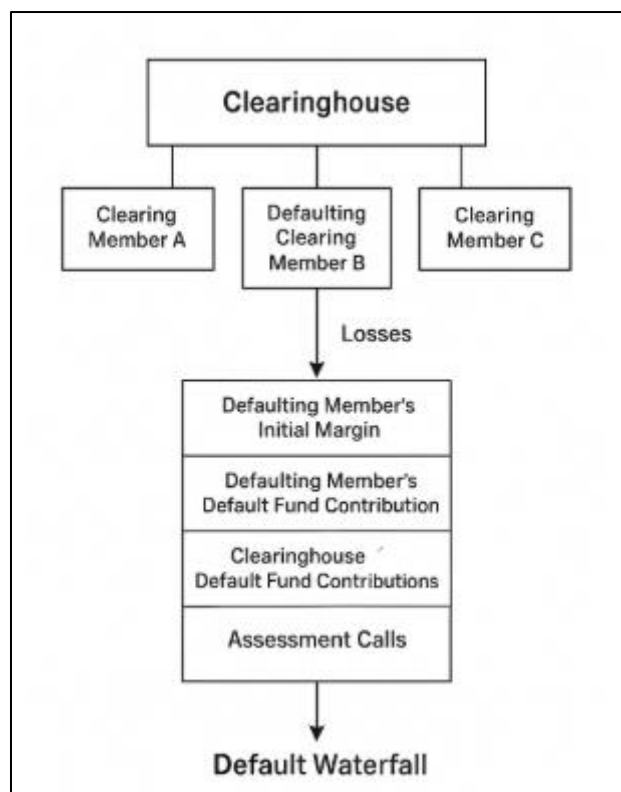 Clearinghouse
Clearing
Member A
Defaulting
Clearing
Member B
Clearing
Member C
Losses
Defaulting Member's
Initial Margin
Defaulting Member's
Default Fund Contribution
Clearinghouse
Default Fund Contributions
Assessment Calls
Default Waterfall